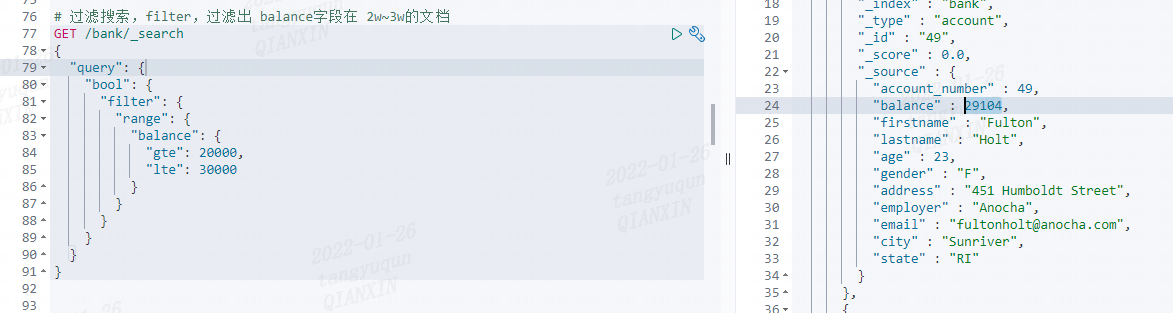 75
76 # 过滤搜索，filter，过滤出 balance字段在 2w~3w的文档
77 GET /bank/_search
78 {
79 "query": {
80 "bool": {
81 "filter": {
82 "range": {
83 "balance": {
84 "gte": 20000,
85 "lte": 30000
86 }
87 }
88 }
89 }
90 }
91 }
92
93
18 "_index" : "bank",
19 "_type" : "account",
20 "_id" : "49",
21 "_score" : 0.0,
22 "_source" : {
23 "account_number" : 49,
24 "balance" : 29104,
25 "firstname" : "Fulton",
26 "lastname" : "Holt",
27 "age" : 23,
28 "gender" : "F",
29 "address" : "451 Humboldt Street",
30 "employer" : "Anocha",
31 "email" : "fultonholt@anocha.com",
32 "city" : "Sunriver",
33 "state" : "RI"
34 }
35 },
36 {
2022-01-26
tangyuqun
QIANXIN